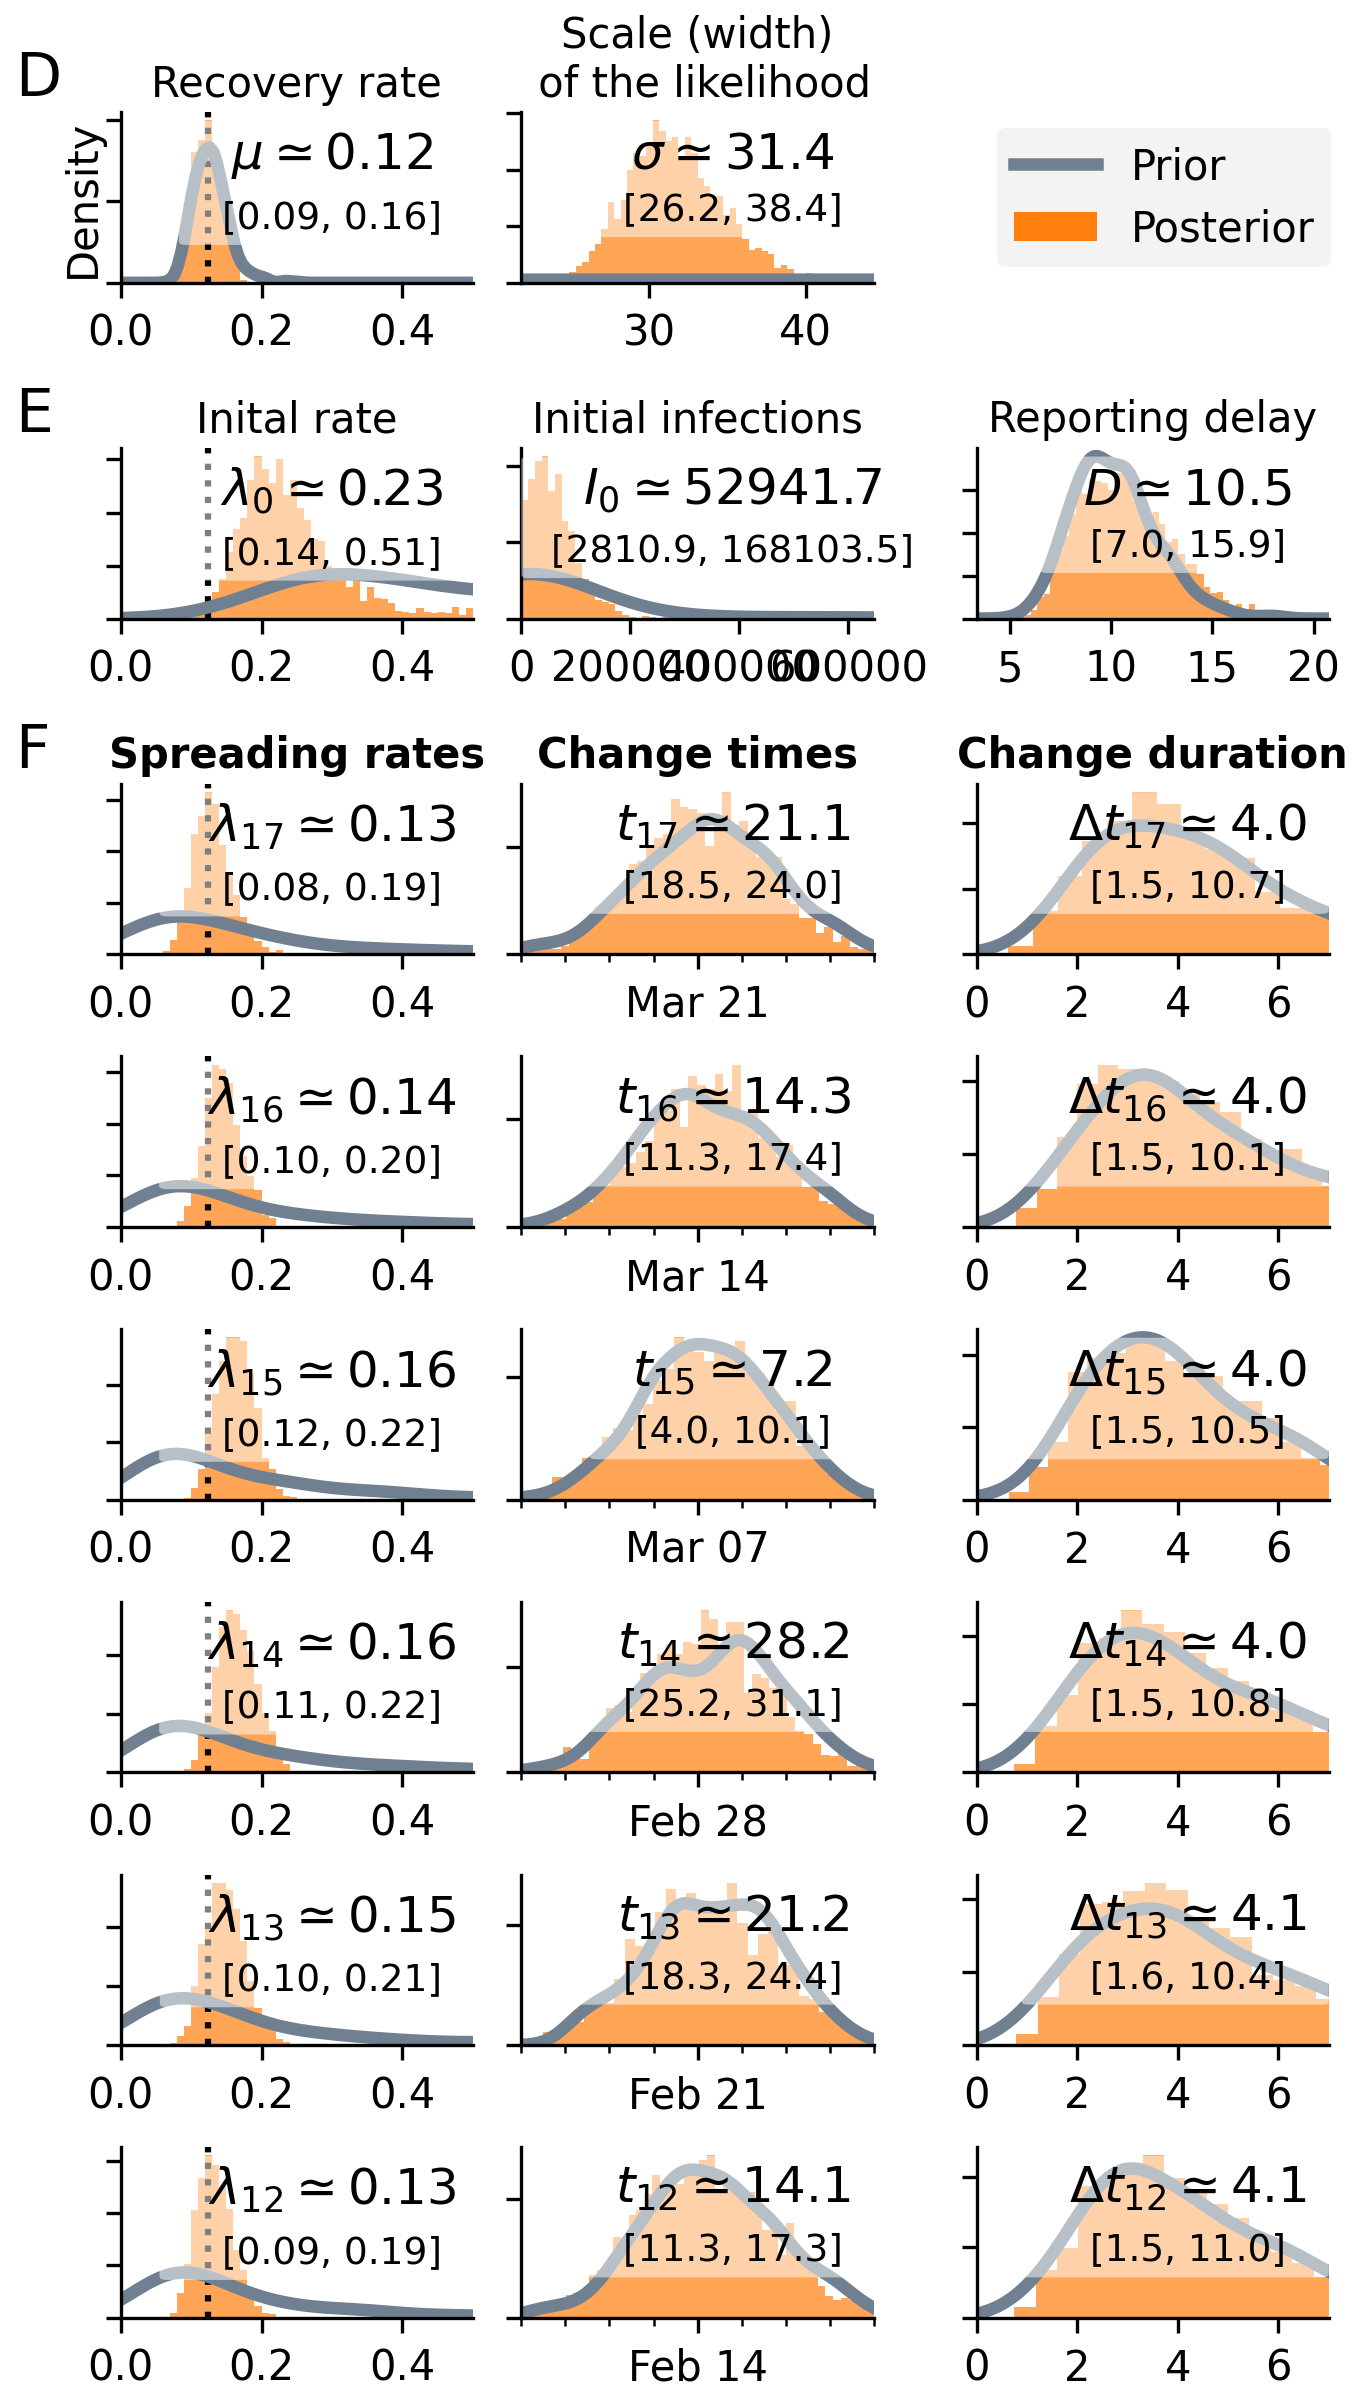 D
Recovery rate
Scale (width)
of the likelihood
Density
μ ≃ 0.12
[0.09, 0.16]
0.0 0.2 0.4
σ ≃ 31.4
[26.2, 38.4]
30 40
Prior
Posterior
E
Inital rate
λ0 ≃ 0.23
[0.14, 0.51]
0.0 0.2 0.4
Initial infections
I0 ≃ 52941.7
[2810.9, 168103.5]
0 200000 400000 600000
Reporting delay
D ≃ 10.5
[7.0, 15.9]
5 10 15 20
F
Spreading rates Change times Change duration
λ17 ≃ 0.13
[0.08, 0.19]
0.0 0.2 0.4
t17 ≃ 21.1
[18.5, 24.0]
Mar 21
Δt17 ≃ 4.0
[1.5, 10.7]
0 2 4 6
λ16 ≃ 0.14
[0.10, 0.20]
0.0 0.2 0.4
t16 ≃ 14.3
[11.3, 17.4]
Mar 14
Δt16 ≃ 4.0
[1.5, 10.1]
0 2 4 6
λ15 ≃ 0.16
[0.12, 0.22]
0.0 0.2 0.4
t15 ≃ 7.2
[4.0, 10.1]
Mar 07
Δt15 ≃ 4.0
[1.5, 10.5]
0 2 4 6
λ14 ≃ 0.16
[0.11, 0.22]
0.0 0.2 0.4
t14 ≃ 28.2
[25.2, 31.1]
Feb 28
Δt14 ≃ 4.0
[1.5, 10.8]
0 2 4 6
λ13 ≃ 0.15
[0.10, 0.21]
0.0 0.2 0.4
t13 ≃ 21.2
[18.3, 24.4]
Feb 21
Δt13 ≃ 4.1
[1.6, 10.4]
0 2 4 6
λ12 ≃ 0.13
[0.09, 0.19]
0.0 0.2 0.4
t12 ≃ 14.1
[11.3, 17.3]
Feb 14
Δt12 ≃ 4.1
[1.5, 11.0]
0 2 4 6